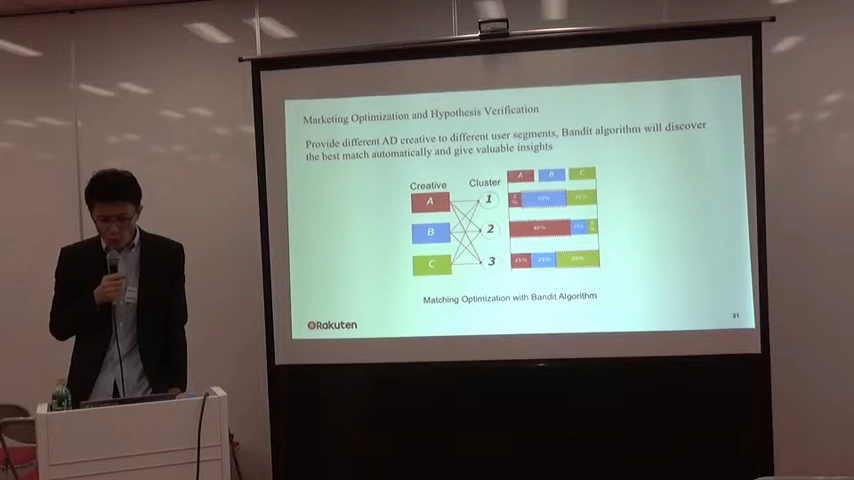 Marketing Optimization and Hypothesis Verification
Provide different AD creative to different user segments, Bandit algorithm will discover
the best match automatically and give valuable insights
Creative
Cluster
A B C
A
1
B
2
C
3
70%
80%
25% 25% 50%
Matching Optimization with Bandit Algorithm
Rakuten
31